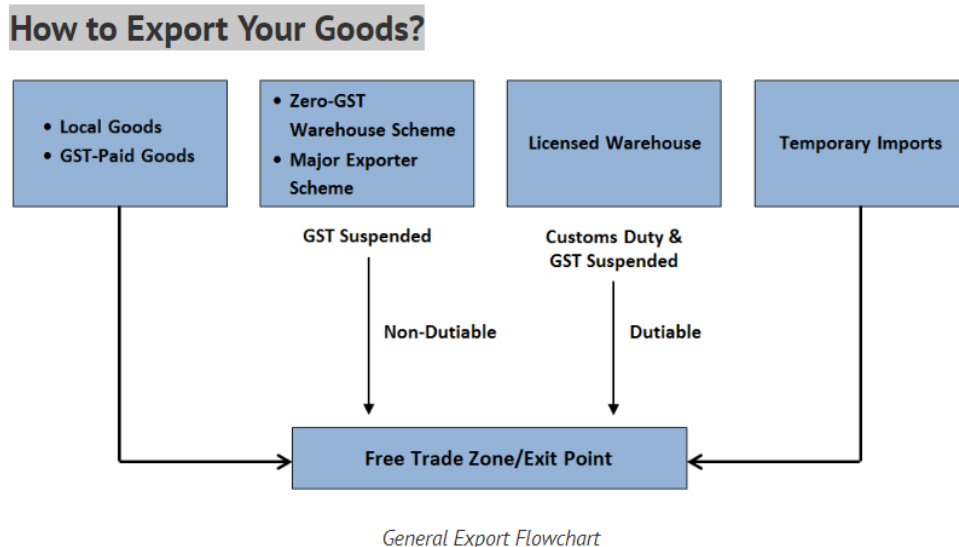 How to Export Your Goods?
• Local Goods
• GST-Paid Goods
• Zero-GST
Warehouse Scheme
• Major Exporter
Scheme
Licensed Warehouse
Temporary Imports
GST Suspended
Customs Duty &
GST Suspended
Non-Dutiable
Dutiable
Free Trade Zone/Exit Point
General Export Flowchart